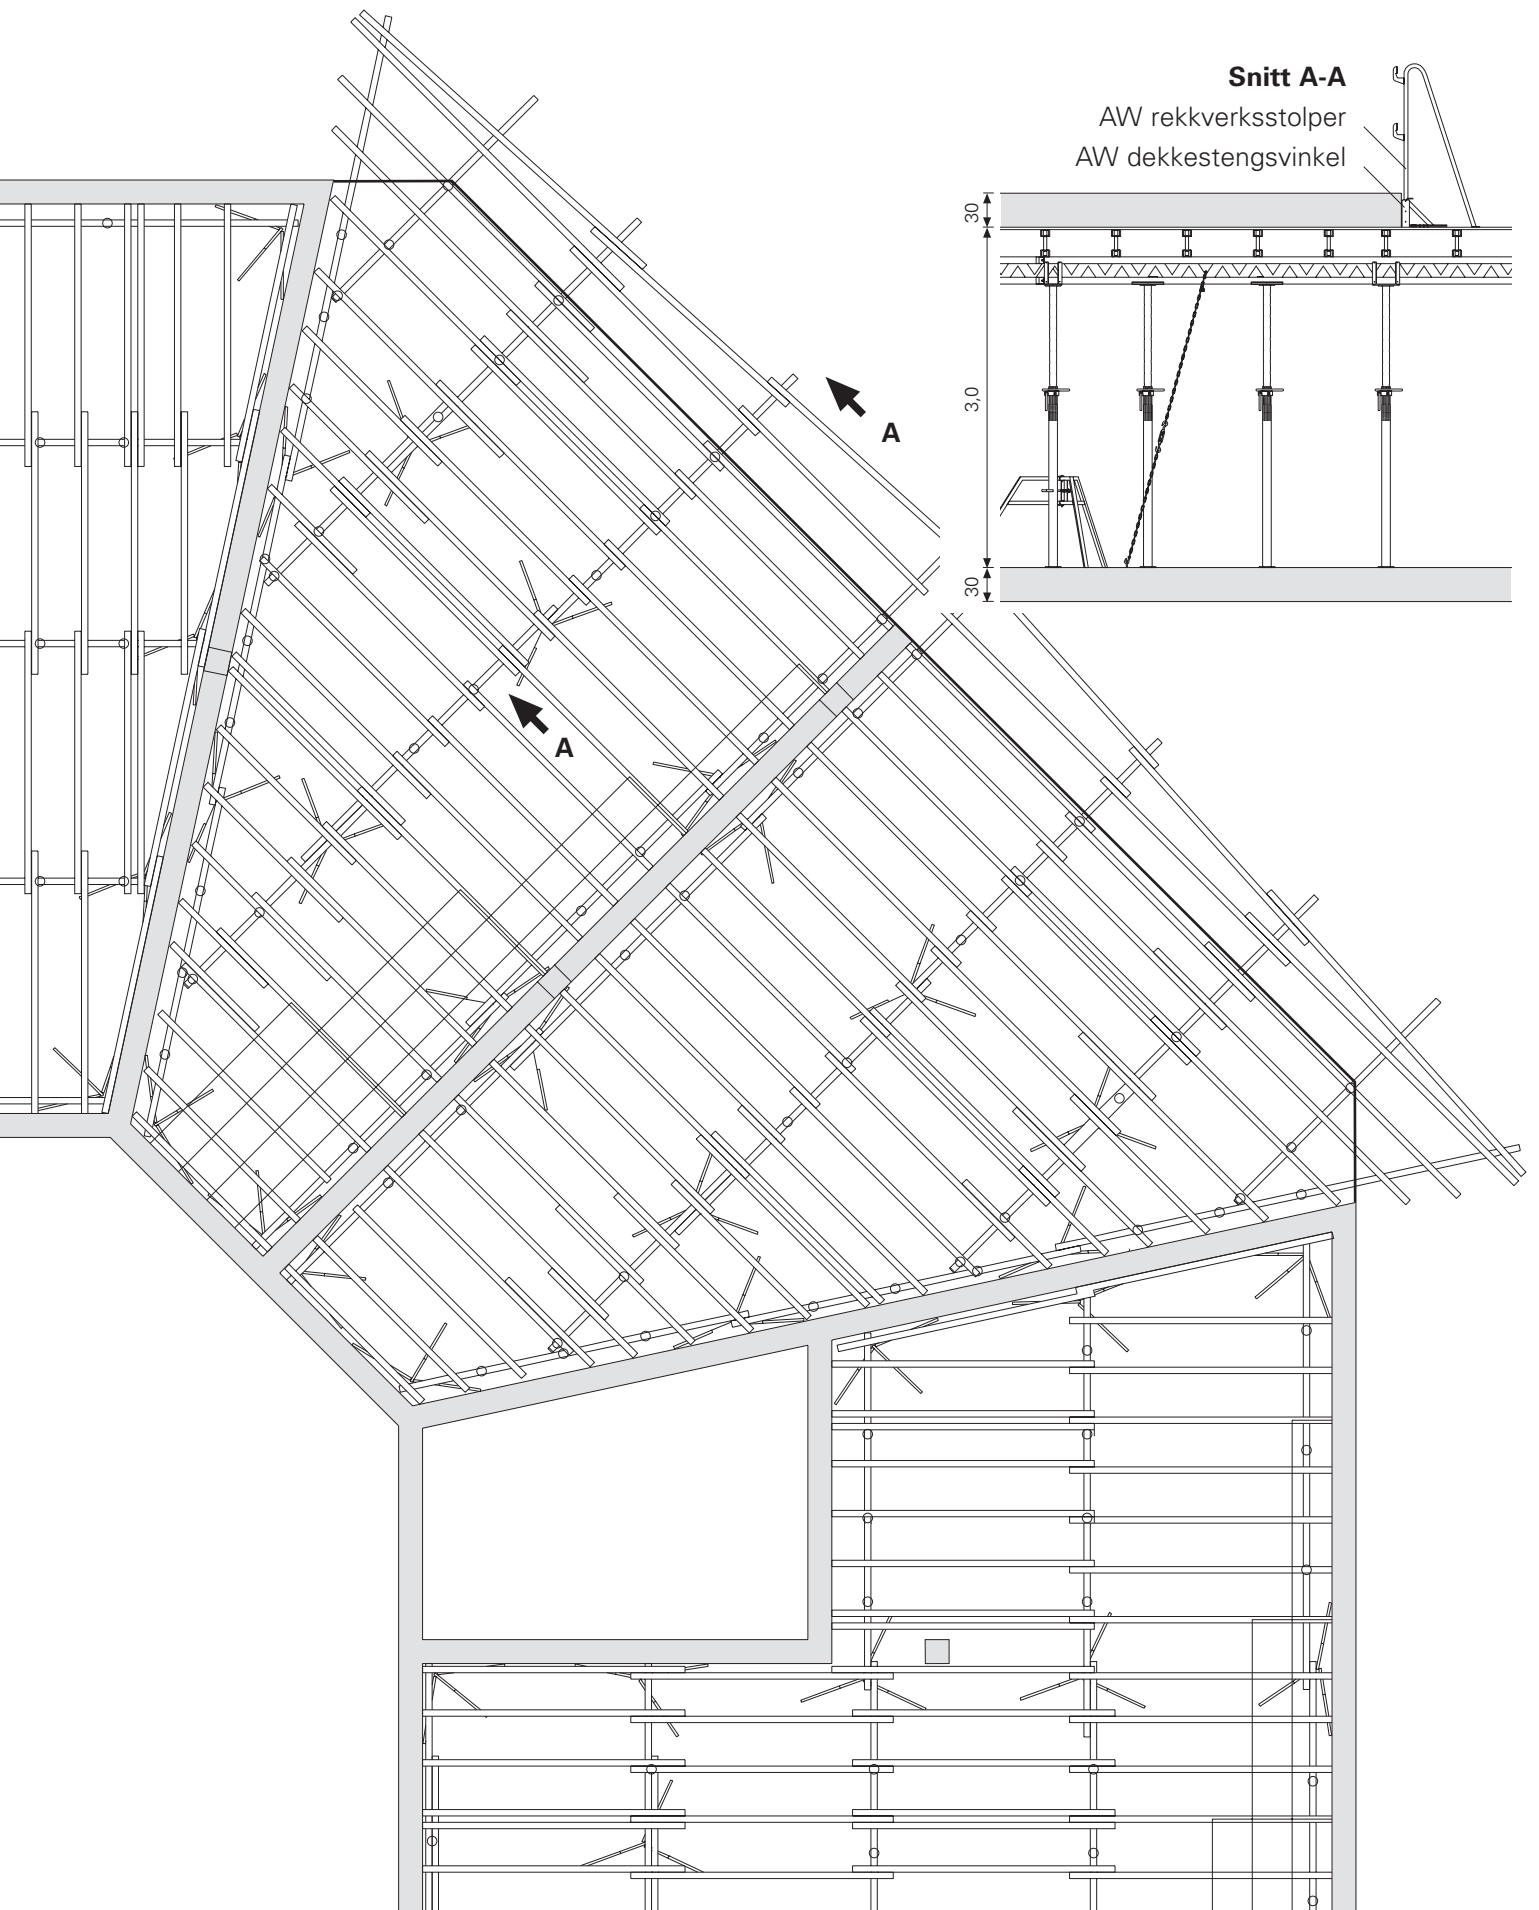 Snitt A-A
AW rekkverksstolper
AW dekkestengsvinkel
30
3,0
30
A
A